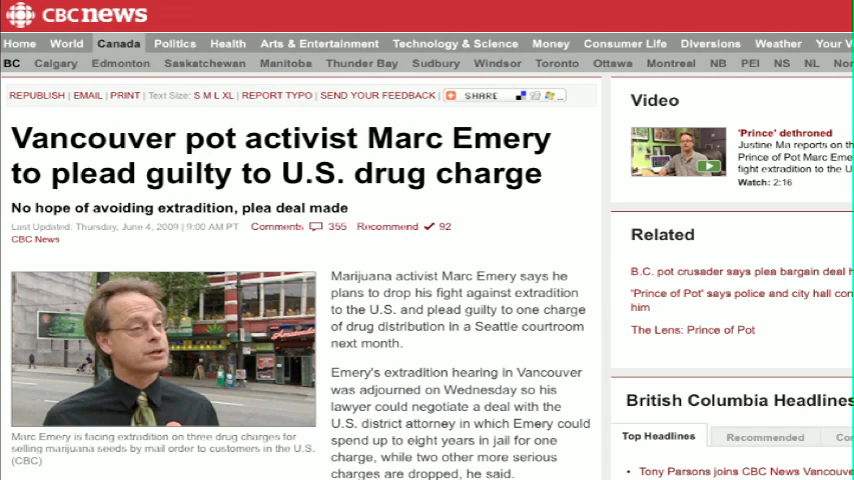 CBCnews
Home World Canada Politics Health Arts & Entertainment Technology & Science Money Consumer Life Diversions Weather Your V
BC Calgary Edmonton Saskatchewan Manitoba Thunder Bay Sudbury Windsor Toronto Ottawa Montreal NB PEI NS NL Nor
REPUBLISH | EMAIL | PRINT | Text Size: S M L XL | REPORT TYPO | SEND YOUR FEEDBACK | SHARE
Vancouver pot activist Marc Emery
to plead guilty to U.S. drug charge
No hope of avoiding extradition, plea deal made
Last Updated: Thursday, June 4, 2009 | 9:00 AM PT Comments 355 Recommend 92
CBC News
Marijuana activist Marc Emery says he
plans to drop his fight against extradition
to the U.S. and plead guilty to one charge
of drug distribution in a Seattle courtroom
next month.
Emery's extradition hearing in Vancouver
was adjourned on Wednesday so his
lawyer could negotiate a deal with the
U.S. district attorney in which Emery could
spend up to eight years in jail for one
charge, while two other more serious
charges are dropped, he said.
Marc Emery is facing extradition on three drug charges for
selling marijuana seeds by mail order to customers in the U.S.
(CBC)
Video
'Prince' dethroned
Justine Ma reports on th
Prince of Pot Marc Eme
fight extradition to the U
Watch: 2:16
Related
B.C. pot crusader says plea bargain deal h
'Prince of Pot' says police and city hall con
him
The Lens: Prince of Pot
British Columbia Headlines
Top Headlines Recommended Co
• Tony Parsons joins CBC News Vancouve